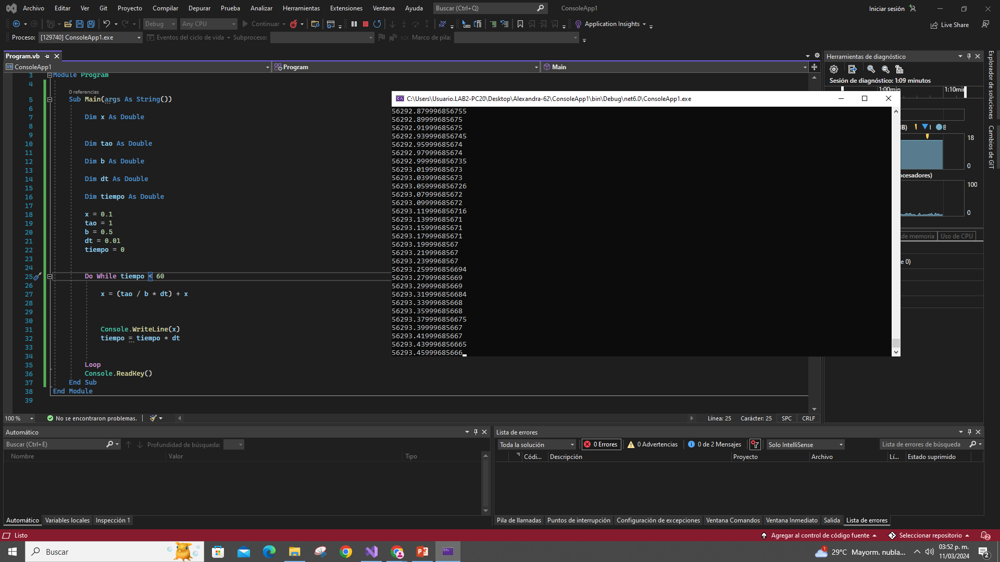 Archivo Editar Ver Git Proyecto Compilar Depurar Prueba Analizar Herramientas Extensiones Ventana Ayuda Buscar (Ctrl+Q) ConsoleApp1 Iniciar sesión
Debug Any CPU Continuar Application Insights Live Share
Proceso: [129740] ConsoleApp1.exe Eventos del ciclo de vida Subproceso: Marco de pila:
Program.vb
ConsoleApp1 Program Main
3 Module Program
4
0 referencias
5 Sub Main(args As String())
6
7 Dim x As Double
8
9
10 Dim tao As Double
11
12 Dim b As Double
13
14 Dim dt As Double
15
16 Dim tiempo As Double
17
18 x = 0.1
19 tao = 1
20 b = 0.5
21 dt = 0.01
22 tiempo = 0
23
24
25 Do While tiempo < 60
26
27 x = (tao / b * dt) + x
28
29
30
31 Console.WriteLine(x)
32 tiempo = tiempo * dt
33
34
35 Loop
36 Console.ReadKey()
37 End Sub
38 End Module
39
C:\Users\Usuario.LAB2-PC20\Desktop\Alexandra-62\ConsoleApp1\bin\Debug\net6.0\ConsoleApp1.exe
56292.879996856755
56292.89999685675
56292.91999685675
56292.939996856745
56292.95999685674
56292.97999685674
56292.999996856735
56293.01999685673
56293.03999685673
56293.059996856726
56293.07999685672
56293.09999685672
56293.119996856716
56293.13999685671
56293.15999685671
56293.17999685671
56293.1999968567
56293.2199968567
56293.2399968567
56293.259996856694
56293.27999685669
56293.29999685669
56293.319996856684
56293.33999685668
56293.35999685668
56293.379996856675
56293.39999685667
56293.41999685667
56293.439996856665
56293.45999685666
Herramientas de diagnóstico
Sesión de diagnóstico: 1:09 minutos
1:00min 1:10min
B) I B
18
0
ocesadores)
100
0
de memoria Uso de CPU
e 0)
Explorador de soluciones
Cambios de GIT
100 % No se encontraron problemas. Línea: 25 Carácter: 25 SPC CRLF
Automático
Buscar (Ctrl+E) Profundidad de búsqueda:
Nombre Valor Tipo
Automático Variables locales Inspección 1
Lista de errores
Toda la solución 0 Errores 0 Advertencias 0 de 2 Mensajes Solo IntelliSense Lista de errores de búsqueda
Códi... Descripción Proyecto Archivo Lí... Estado suprimido
Pila de llamadas Puntos de interrupción Configuración de excepciones Ventana Comandos Ventana Inmediato Salida Lista de errores
Listo Agregar al control de código fuente Seleccionar repositorio 2
Buscar 1 29°C Mayorm. nubla... 03:52 p. m.
11/03/2024 2